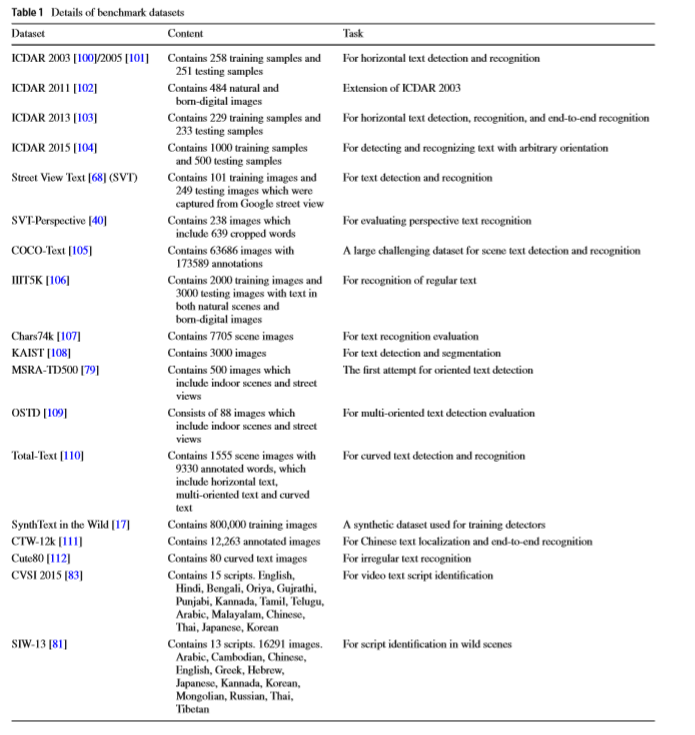 Table 1 Details of benchmark datasets
Dataset Content Task
ICDAR 2003 [100]/2005 [101] Contains 258 training samples and For horizontal text detection and recognition
251 testing samples
ICDAR 2011 [102] Contains 484 natural and Extension of ICDAR 2003
born-digital images
ICDAR 2013 [103] Contains 229 training samples and For horizontal text detection, recognition, and end-to-end recognition
233 testing samples
ICDAR 2015 [104] Contains 1000 training samples For detecting and recognizing text with arbitrary orientation
and 500 testing samples
Street View Text [68] (SVT) Contains 101 training images and For text detection and recognition
249 testing images which were
captured from Google street view
SVT-Perspective [40] Contains 238 images which For evaluating perspective text recognition
include 639 cropped words
COCO-Text [105] Contains 63686 images with A large challenging dataset for scene text detection and recognition
173589 annotations
IIIT5K [106] Contains 2000 training images and For recognition of regular text
3000 testing images with text in
both natural scenes and
born-digital images
Chars74k [107] Contains 7705 scene images For text recognition evaluation
KAIST [108] Contains 3000 images For text detection and segmentation
MSRA-TD500 [79] Contains 500 images which The first attempt for oriented text detection
include indoor scenes and street
views
OSTD [109] Consists of 88 images which For multi-oriented text detection evaluation
include indoor scenes and street
views
Total-Text [110] Contains 1555 scene images with For curved text detection and recognition
9330 annotated words, which
include horizontal text,
multi-oriented text and curved
text
SynthText in the Wild [17] Contains 800,000 training images A synthetic dataset used for training detectors
CTW-12k [111] Contains 12,263 annotated images For Chinese text localization and end-to-end recognition
Cute80 [112] Contains 80 curved text images For irregular text recognition
CVSI 2015 [83] Contains 15 scripts. English, For video text script identification
Hindi, Bengali, Oriya, Gujrathi,
Punjabi, Kannada, Tamil, Telugu,
Arabic, Malayalam, Chinese,
Thai, Japanese, Korean
SIW-13 [81] Contains 13 scripts. 16291 images. For script identification in wild scenes
Arabic, Cambodian, Chinese,
English, Greek, Hebrew,
Japanese, Kannada, Korean,
Mongolian, Russian, Thai,
Tibetan